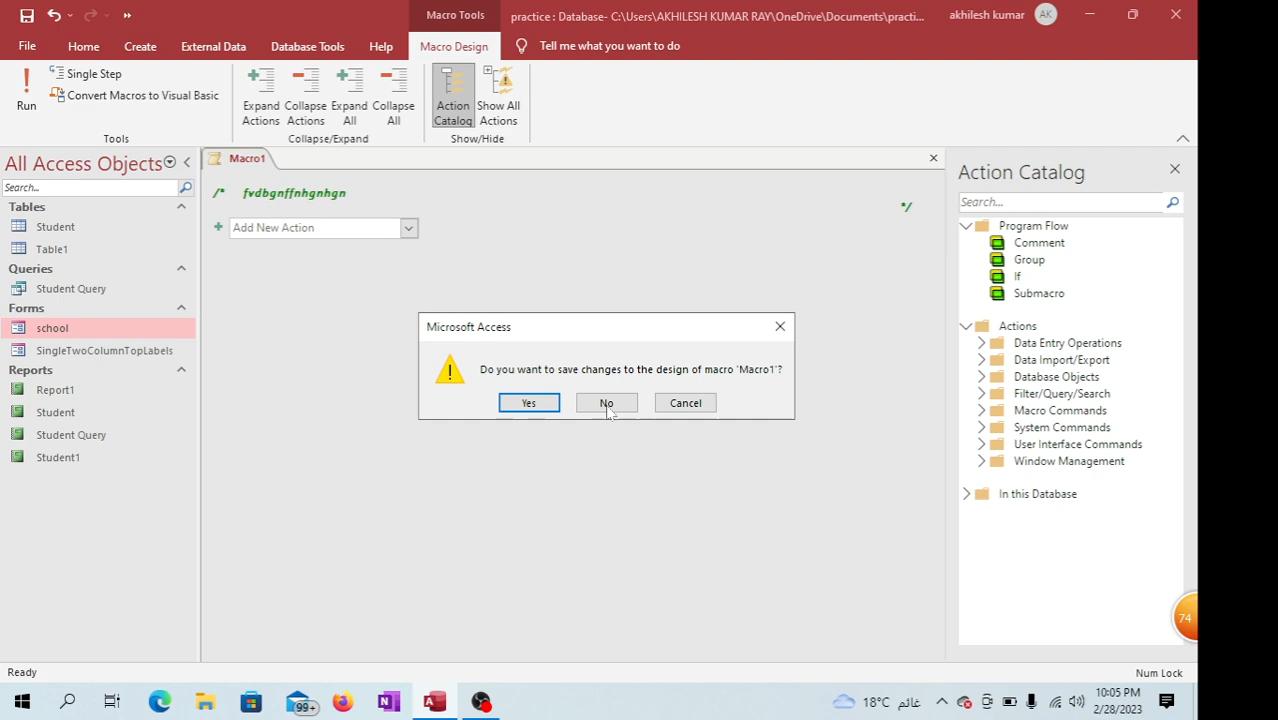 Macro Tools
practice : Database- C:\Users\AKHILESH KUMAR RAY\OneDrive\Documents\practi...
akhilesh kumar
AK
File
Home
Create
External Data
Database Tools
Help
Macro Design
Tell me what you want to do
Run
Single Step
Convert Macros to Visual Basic
Tools
Expand Actions
Collapse Actions
Expand All
Collapse All
Collapse/Expand
Action Catalog
Show All Actions
Show/Hide
All Access Objects
Search...
Tables
Student
Table1
Queries
Student Query
Forms
school
SingleTwoColumnTopLabels
Reports
Report1
Student
Student Query
Student1
Macro1
/* fvdbgnffnhgnhgn
*/
Add New Action
Microsoft Access
Do you want to save changes to the design of macro 'Macro1'?
Yes
No
Cancel
Action Catalog
Search...
Program Flow
Comment
Group
If
Submacro
Actions
Data Entry Operations
Data Import/Export
Database Objects
Filter/Query/Search
Macro Commands
System Commands
User Interface Commands
Window Management
In this Database
74
Ready
Num Lock
99+
18°C غائم
10:05 PM
2/28/2023